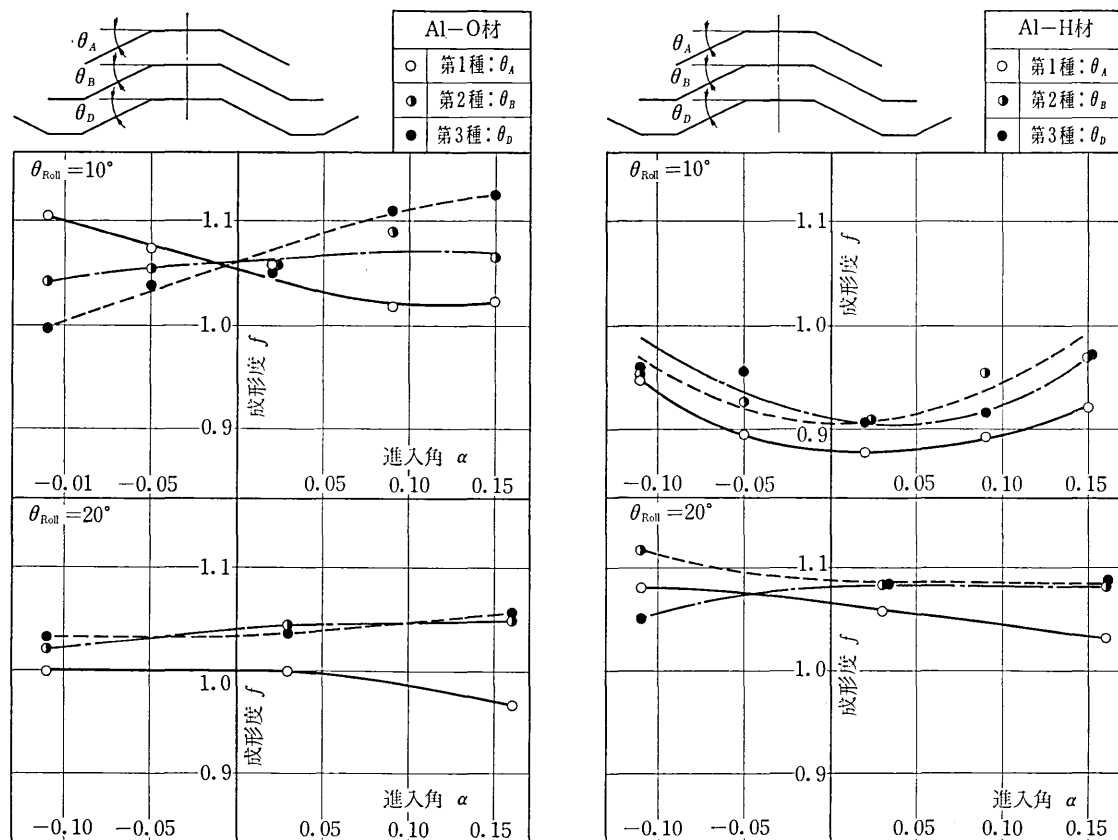 θA
θB
θD
Al−O材
第1種：θA
第2種：θB
第3種：θD
θRoll=10°
1.1
1.0
0.9
成形度 f
進入角 α
−0.01 −0.05 0.05 0.10 0.15
θRoll=20°
1.1
1.0
0.9
成形度 f
進入角 α
−0.10 −0.05 0.05 0.10 0.15
θA
θB
θD
Al−H材
第1種：θA
第2種：θB
第3種：θD
θRoll=10°
1.1
1.0
0.9
成形度 f
進入角 α
−0.10 −0.05 0.05 0.10 0.15
θRoll=20°
1.1
1.0
0.9
成形度 f
進入角 α
−0.10 −0.05 0.05 0.10 0.15